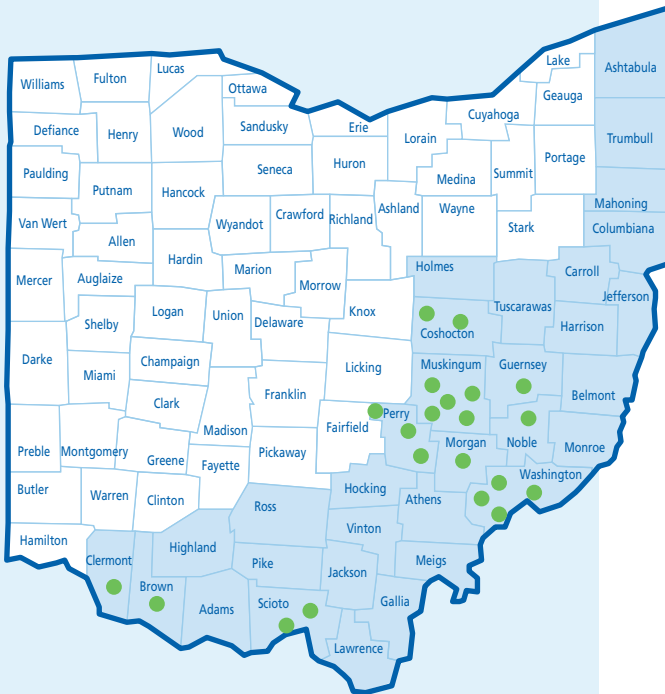 Lake
Ashtabula
Williams
Fulton
Lucas
Ottawa
Geauga
Cuyahoga
Defiance
Henry
Wood
Sandusky
Erie
Lorain
Trumbull
Portage
Huron
Paulding
Putnam
Hancock
Seneca
Medina
Summit
Mahoning
Van Wert
Allen
Wyandot
Crawford
Richland
Ashland
Wayne
Stark
Columbiana
Mercer
Auglaize
Hardin
Marion
Morrow
Holmes
Carroll
Jefferson
Shelby
Logan
Union
Delaware
Knox
Tuscarawas
Coshocton
Harrison
Darke
Miami
Champaign
Licking
Muskingum
Guernsey
Belmont
Clark
Franklin
Perry
Madison
Fairfield
Morgan
Noble
Monroe
Preble
Montgomery
Greene
Fayette
Pickaway
Washington
Butler
Warren
Clinton
Ross
Hocking
Athens
Hamilton
Highland
Vinton
Clermont
Brown
Pike
Jackson
Meigs
Adams
Scioto
Gallia
Lawrence